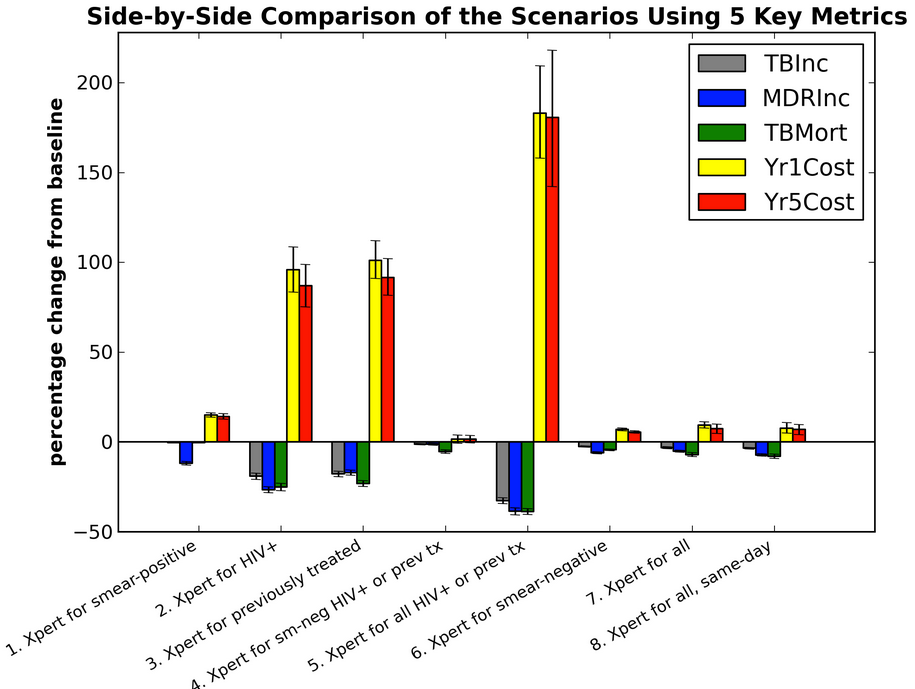 Side-by-Side Comparison of the Scenarios Using 5 Key Metrics
percentage change from baseline
200
150
100
50
0
−50
TBInc
MDRInc
TBMort
Yr1Cost
Yr5Cost
1. Xpert for smear-positive
2. Xpert for HIV+
3. Xpert for previously treated
4. Xpert for sm-neg HIV+ or prev tx
5. Xpert for all HIV+ or prev tx
6. Xpert for smear-negative
7. Xpert for all
8. Xpert for all, same-day